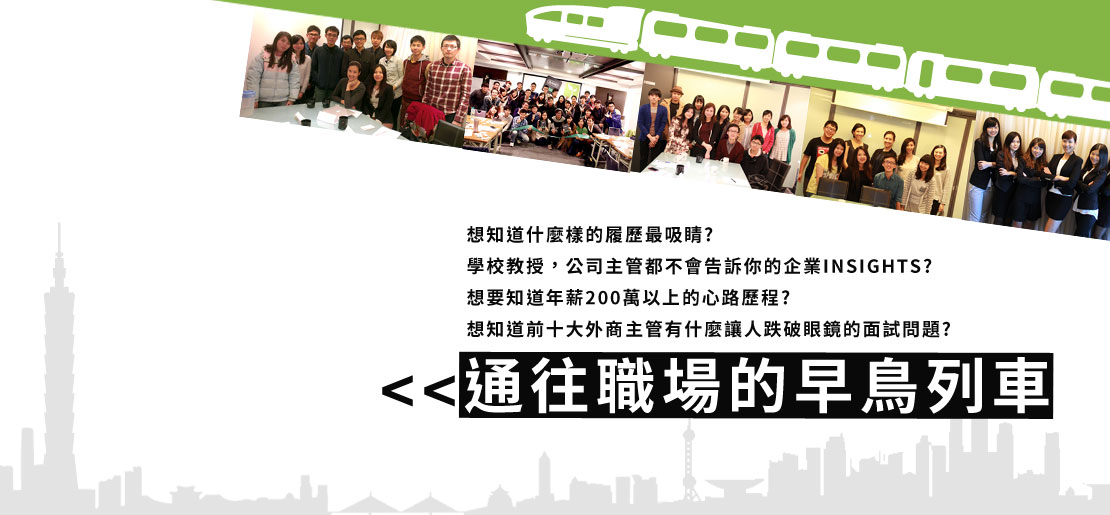 想知道什麼樣的履歷最吸睛?
學校教授，公司主管都不會告訴你的企業INSIGHTS?
想要知道年薪200萬以上的心路歷程?
想知道前十大外商主管有什麼讓人跌破眼鏡的面試問題?
<<通往職場的早鳥列車